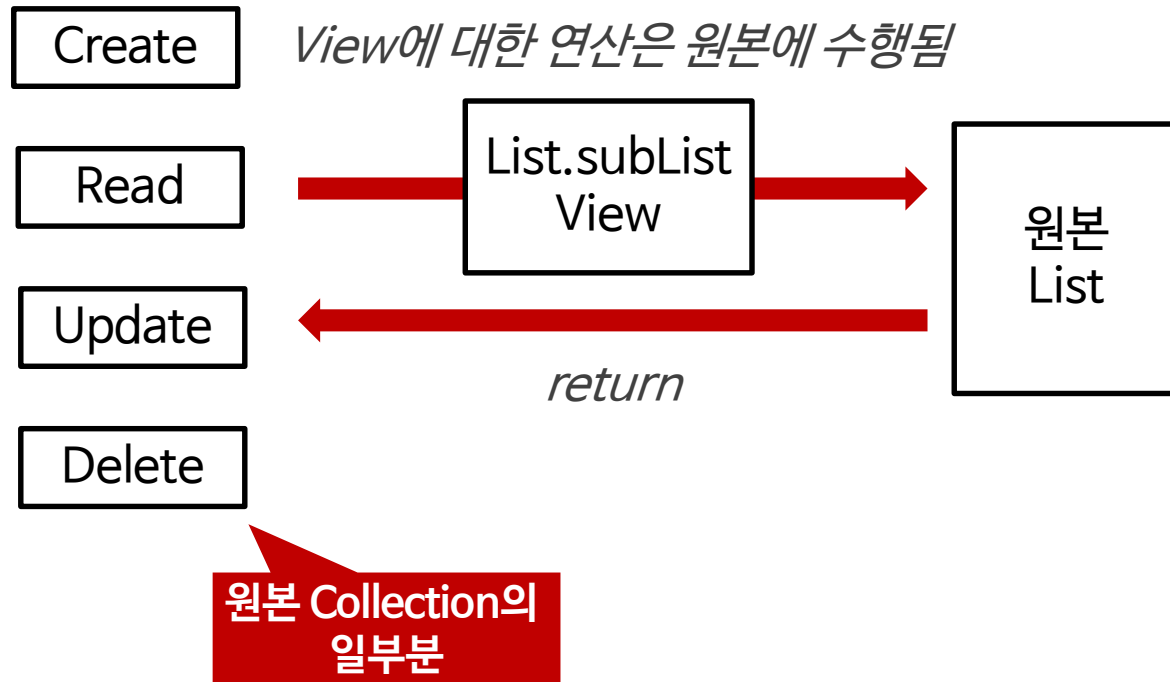 Create
View에 대한 연산은 원본에 수행됨
Read
List.subList
View
원본
List
Update
return
Delete
원본 Collection의
일부분